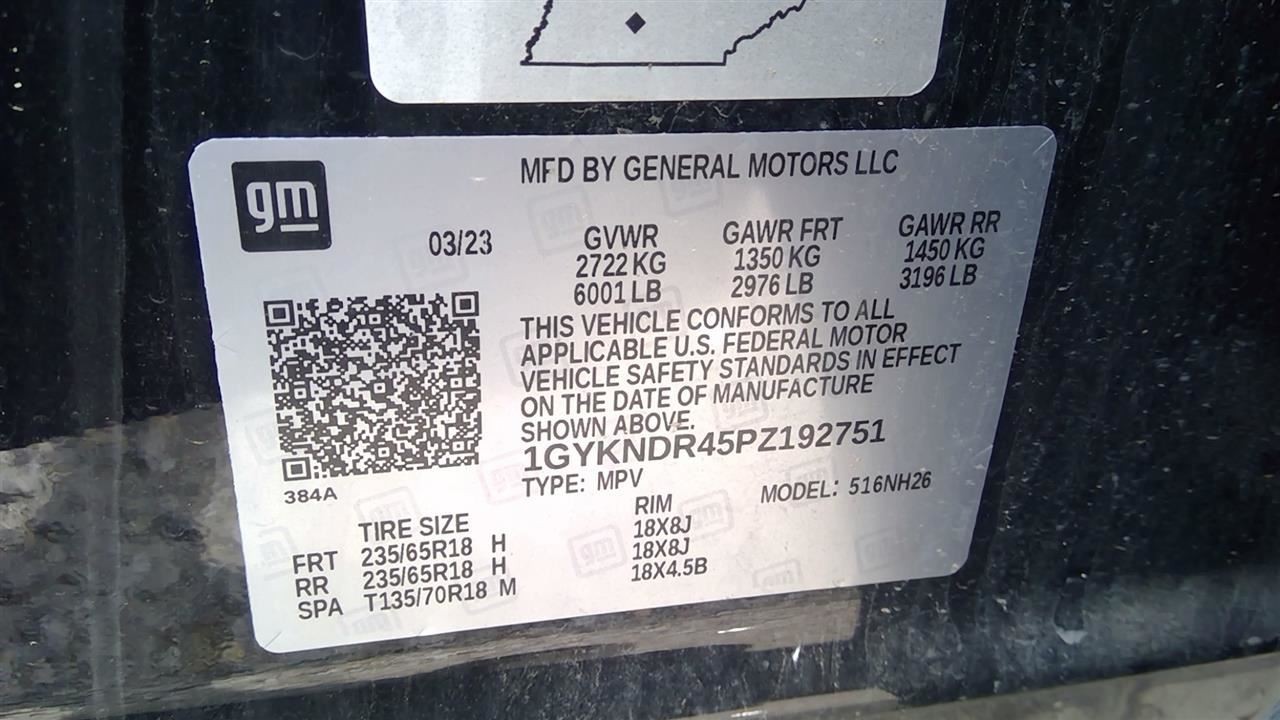 gm
MFD BY GENERAL MOTORS LLC
03/23
GVWR GAWR FRT GAWR RR
2722 KG 1350 KG 1450 KG
6001 LB 2976 LB 3196 LB
THIS VEHICLE CONFORMS TO ALL
APPLICABLE U.S. FEDERAL MOTOR
VEHICLE SAFETY STANDARDS IN EFFECT
ON THE DATE OF MANUFACTURE
SHOWN ABOVE.
1GYKNDR45PZ192751
TYPE: MPV MODEL: 516NH26
384A
TIRE SIZE RIM
FRT 235/65R18 H 18X8J
RR 235/65R18 H 18X8J
SPA T135/70R18 M 18X4.5B